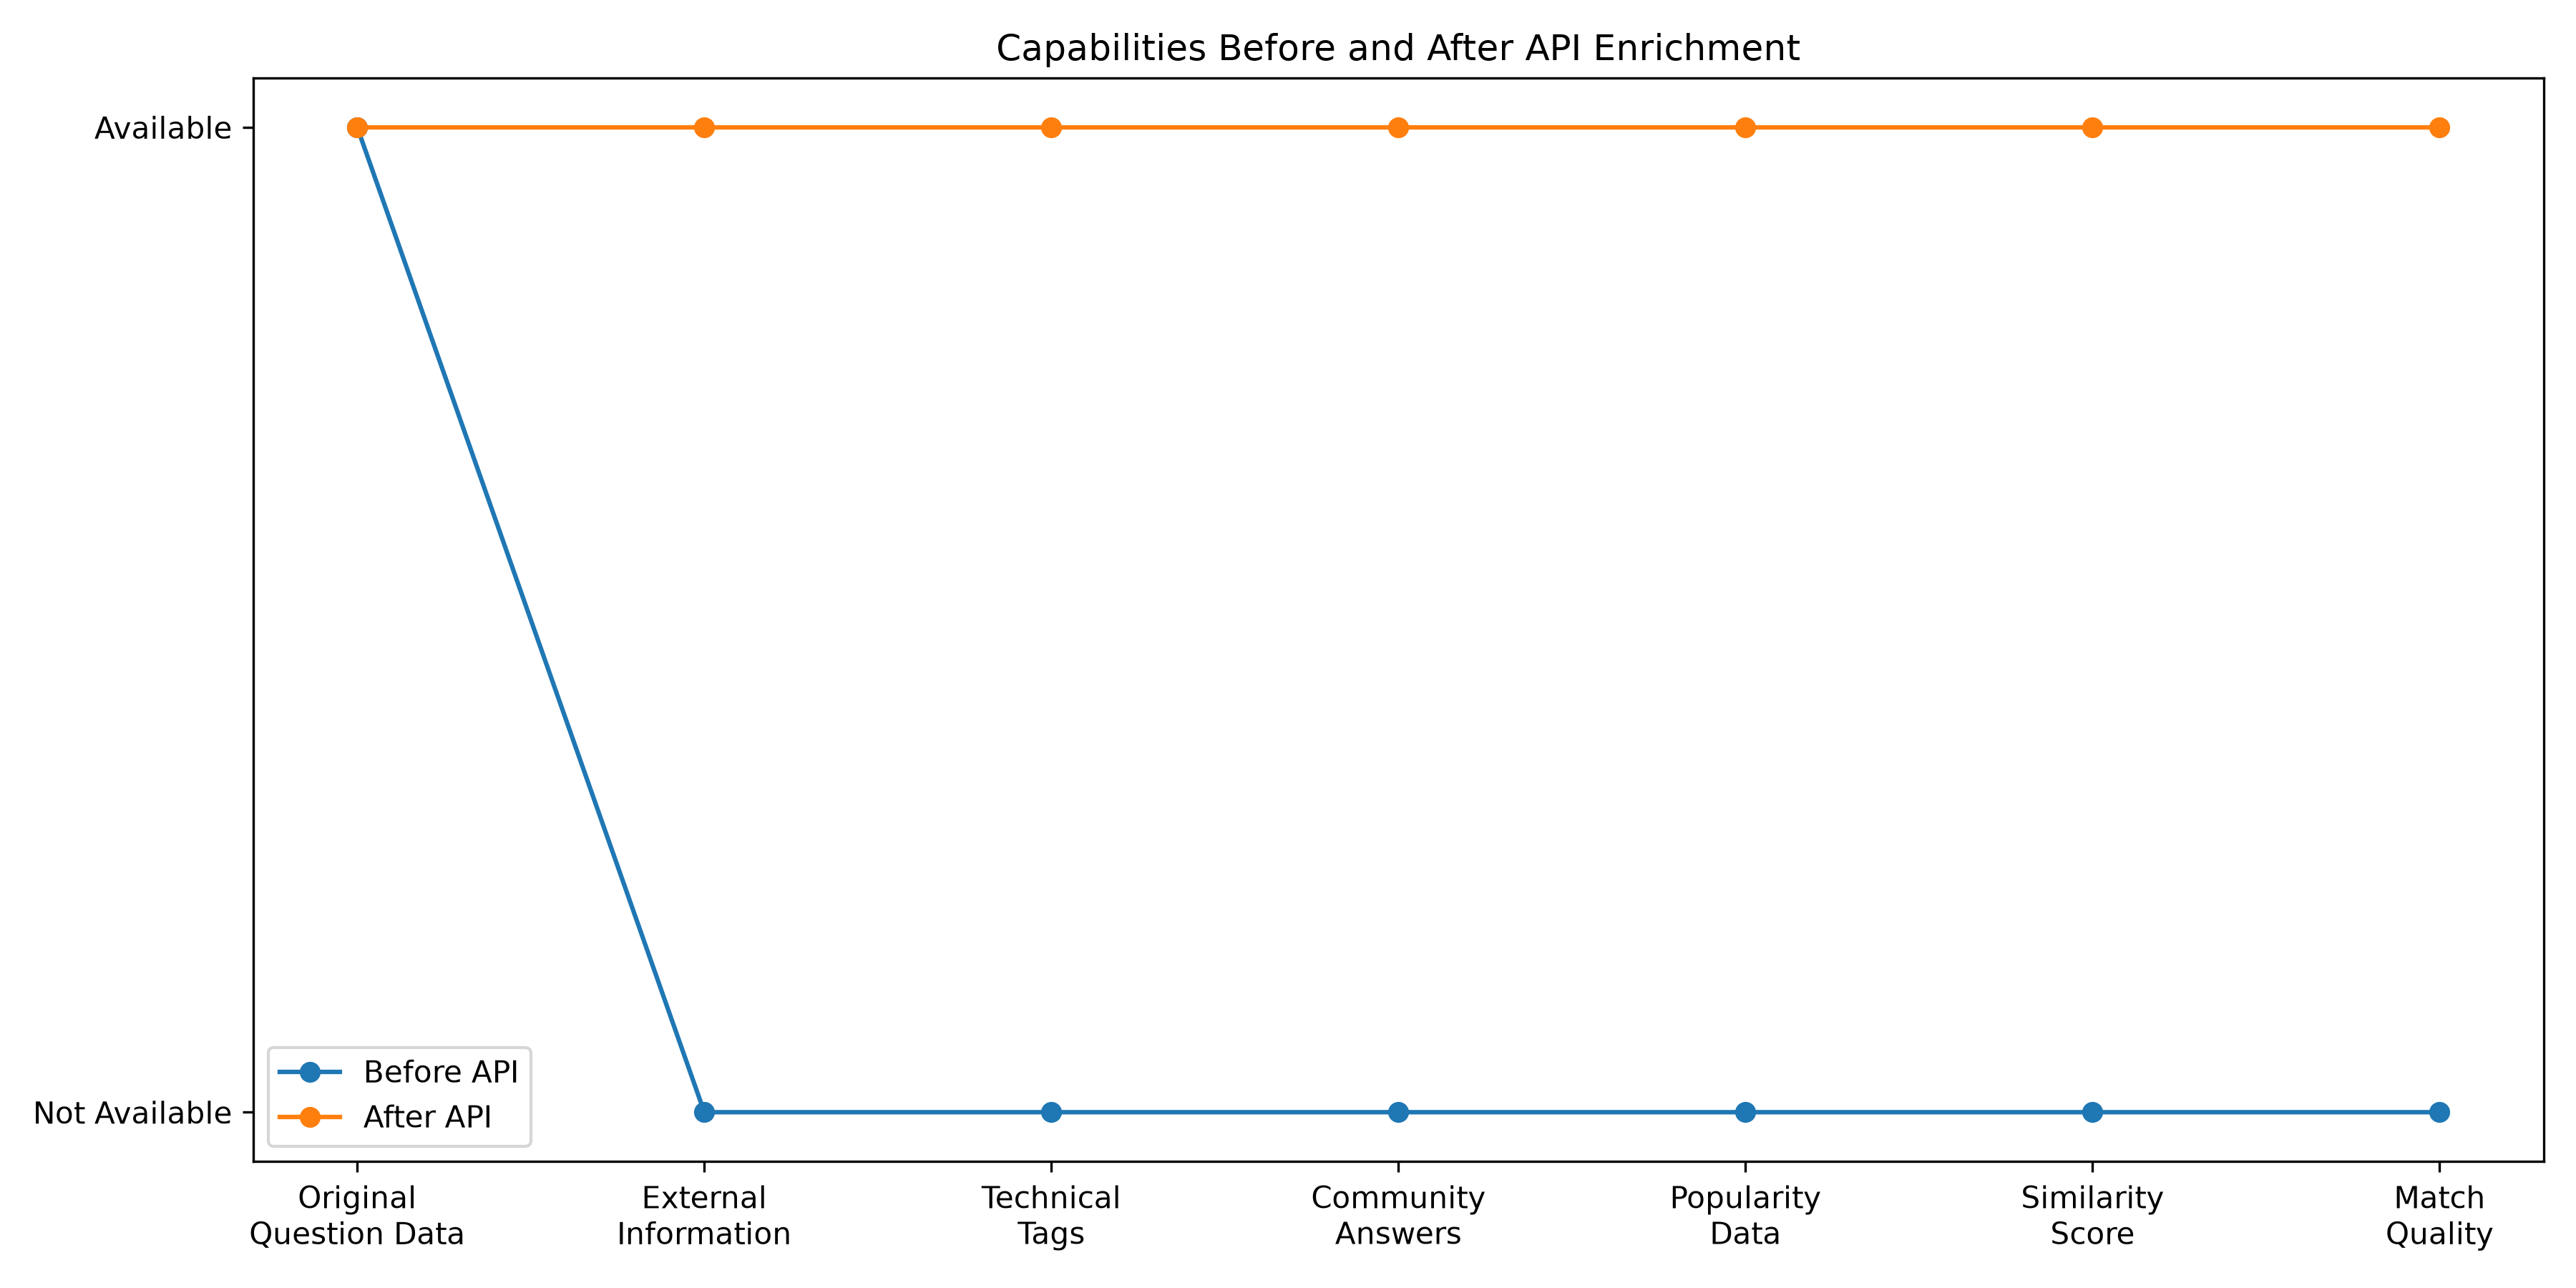 Capabilities Before and After API Enrichment
Available
Not Available
Before API
After API
Original
Question Data
External
Information
Technical
Tags
Community
Answers
Popularity
Data
Similarity
Score
Match
Quality